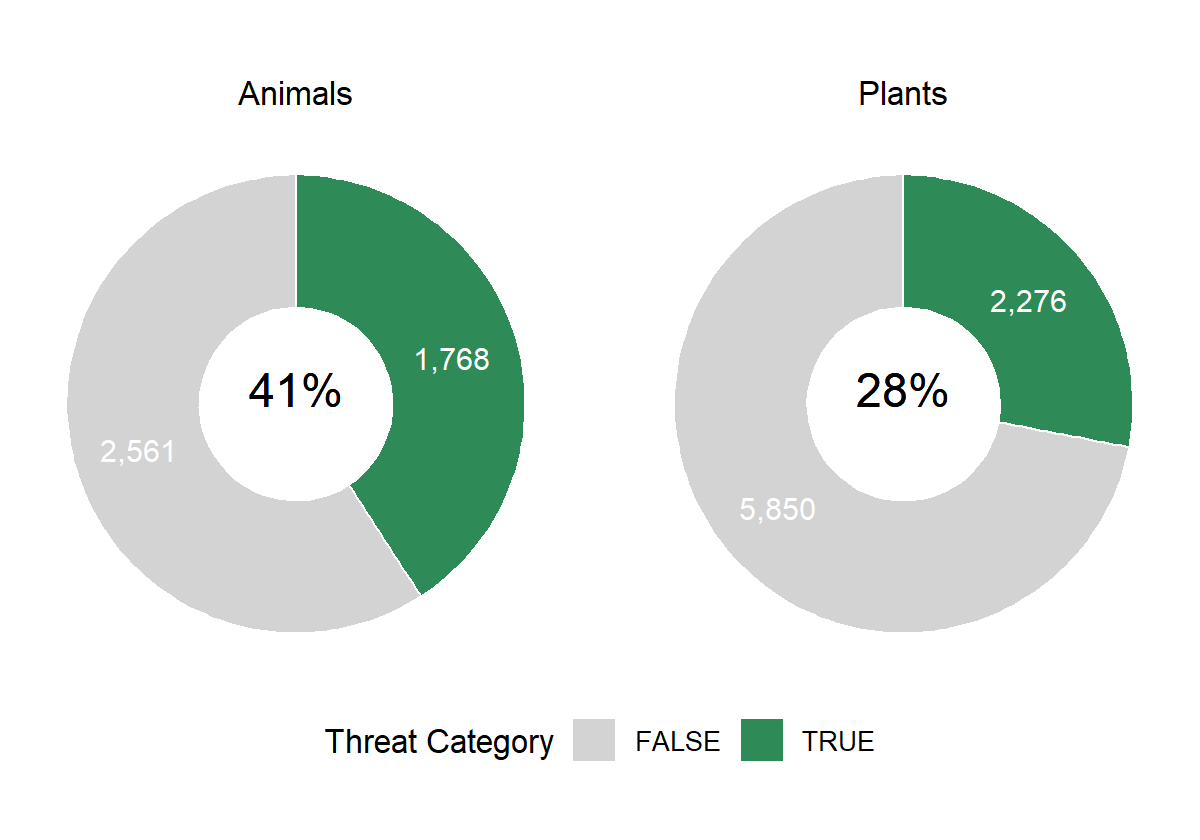 Animals
Plants
2,276
1,768
41%
28%
2,561
5,850
Threat Category FALSE TRUE